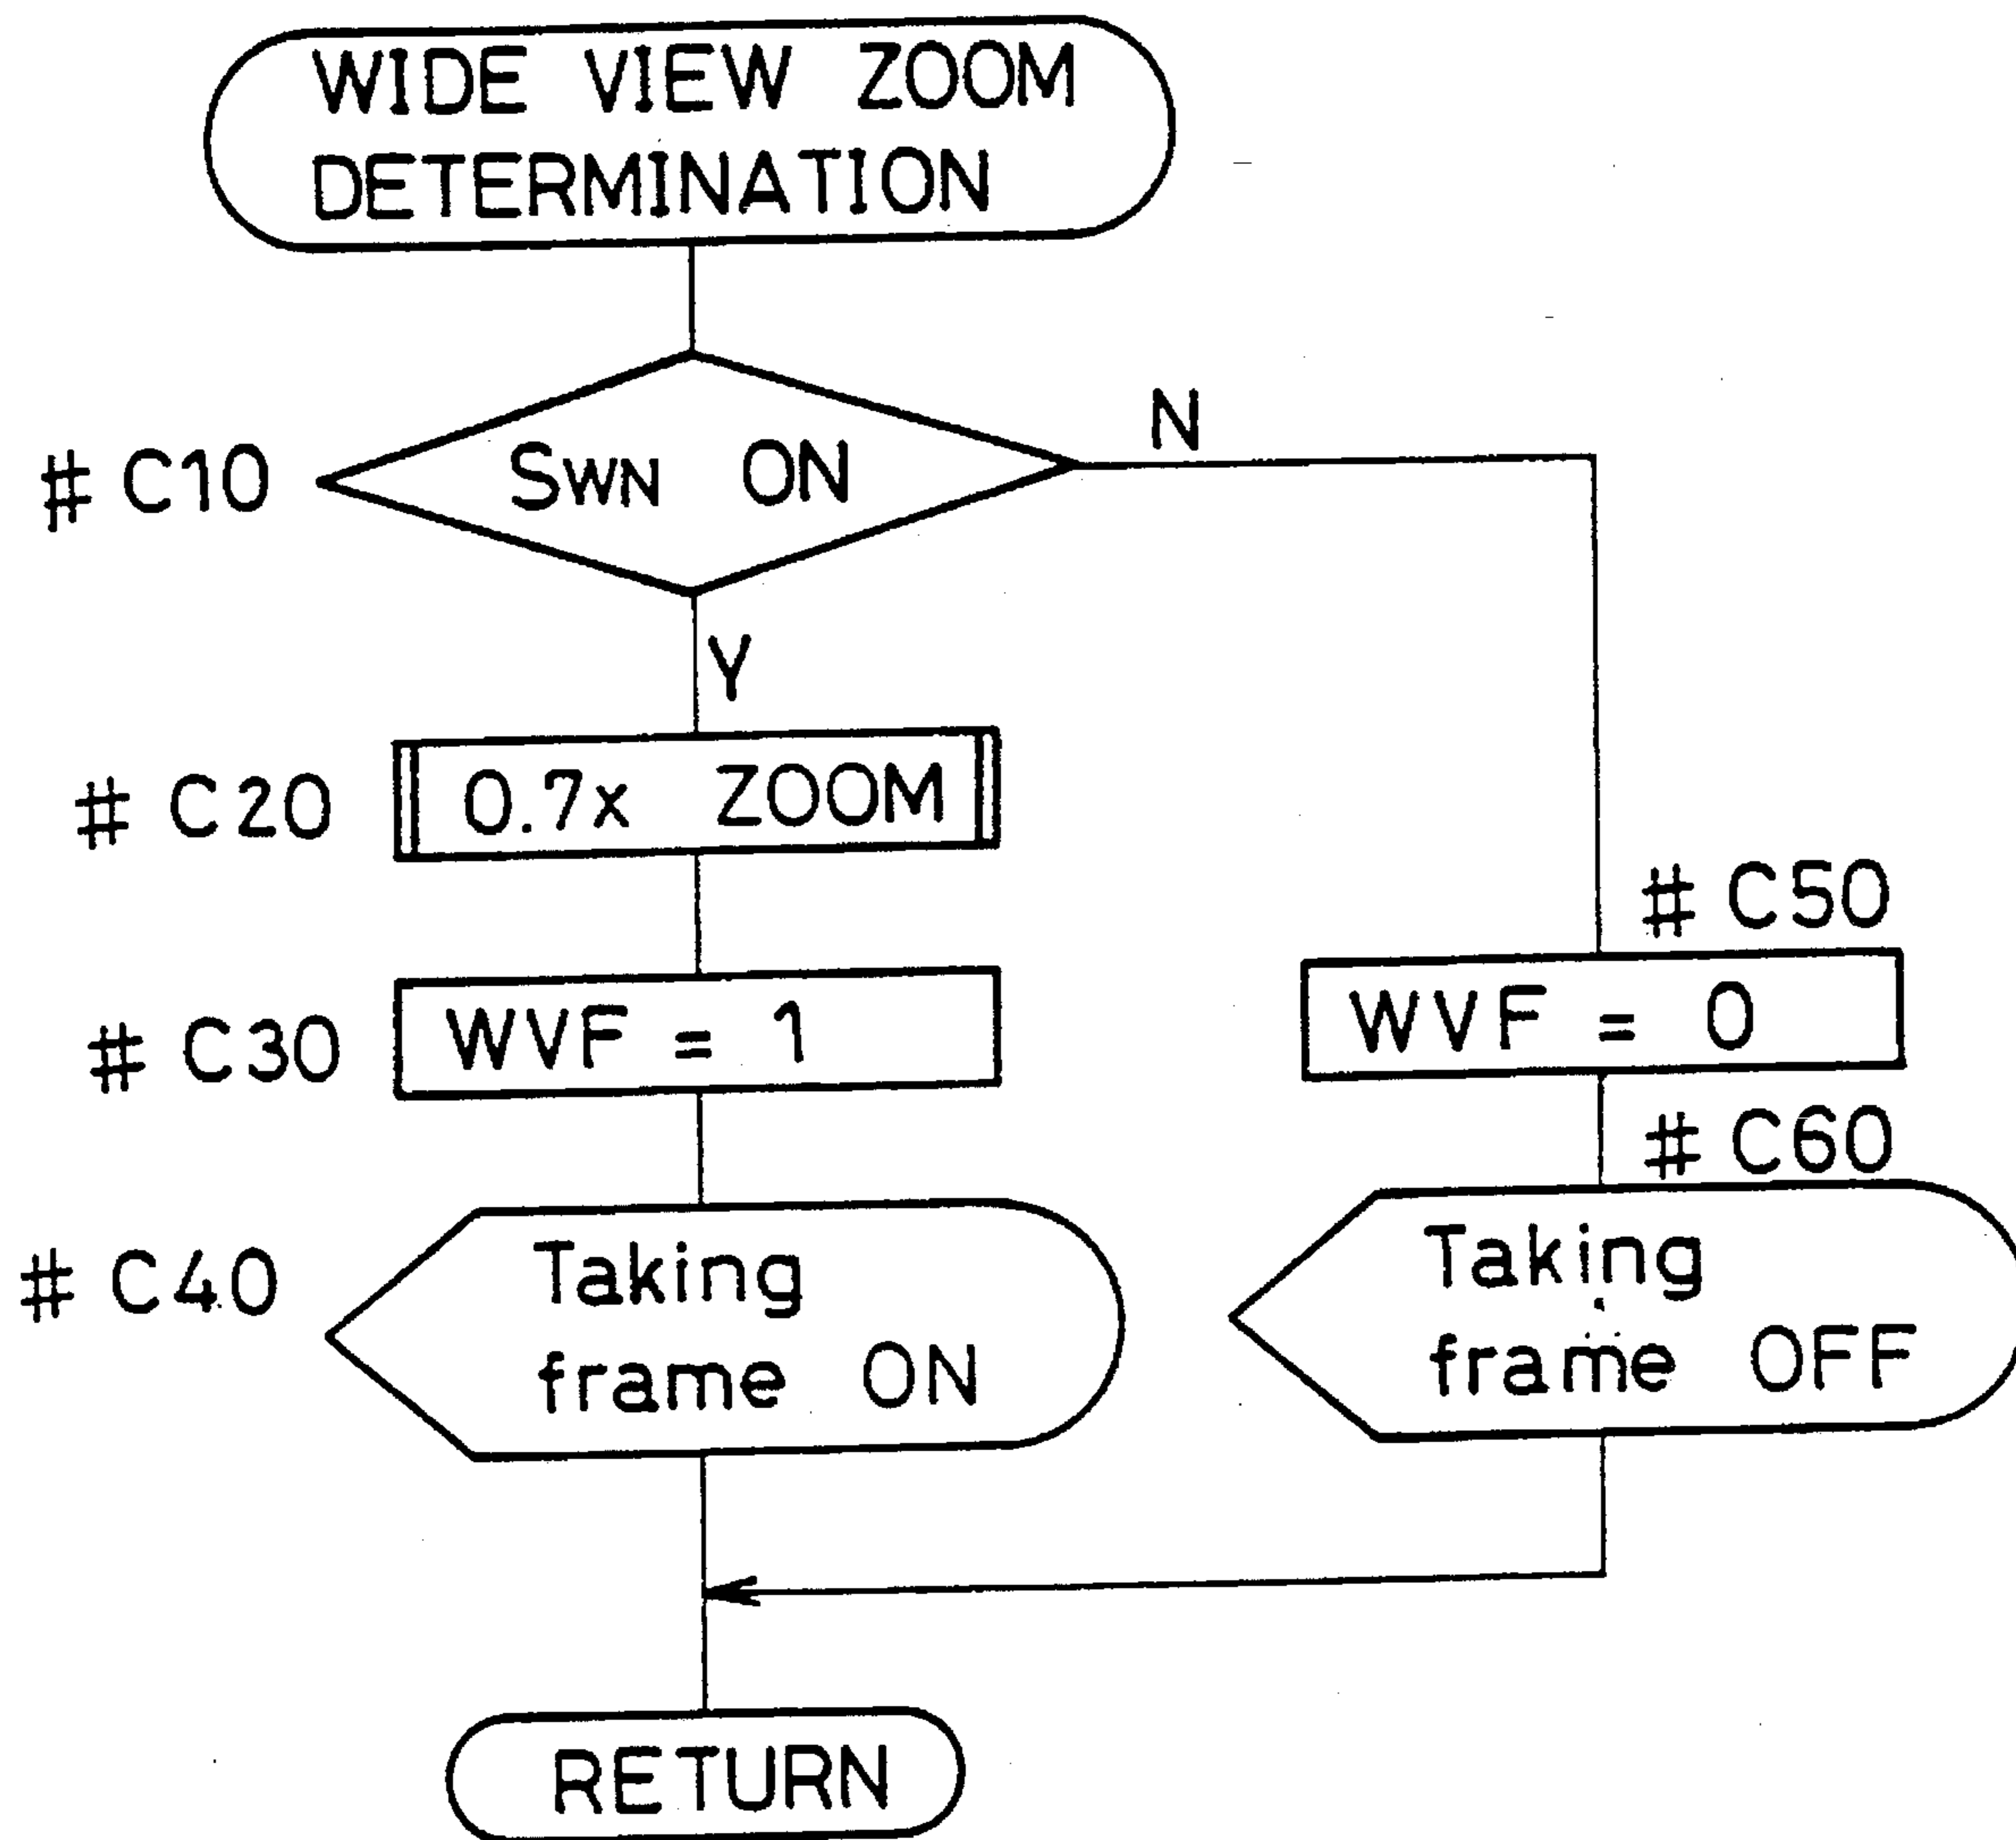 WIDE VIEW ZOOM
DETERMINATION
# C10
SWN ON
N
Y
# C20
0.7x ZOOM
# C30
WVF = 1
# C50
WVF = 0
# C60
# C40
Taking
frame ON
Taking
frame OFF
RETURN